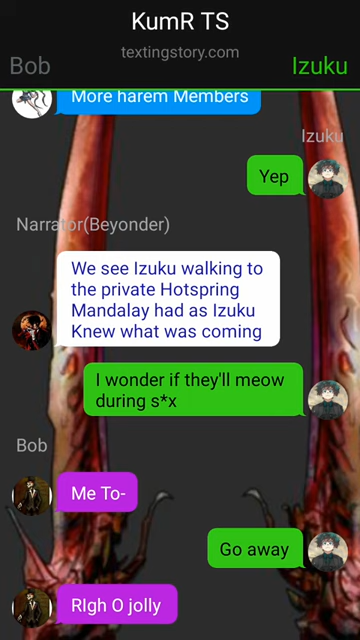 KumR TS
textingstory.com
Bob
Izuku
More harem Members
Izuku
Yep
Narrator(Beyonder)
We see Izuku walking to
the private Hotspring
Mandalay had as Izuku
Knew what was coming
I wonder if they'll meow
during s*x
Bob
Me To-
Go away
RIgh O jolly